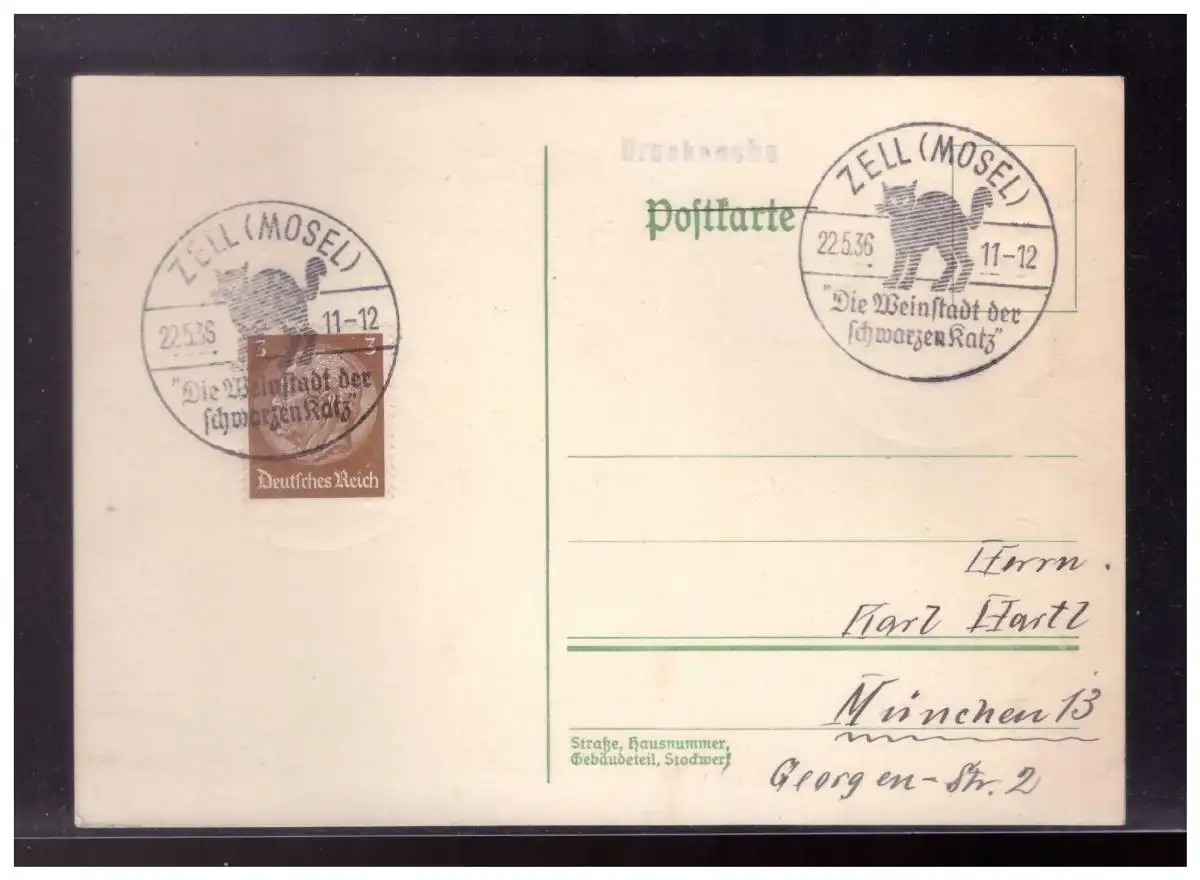 ZELL (MOSEL)
22.5.36 11-12
"Die Weinstadt der
schwarzen Katz"
3 3
Deutsches Reich
Drucksache
Postkarte
ZELL (MOSEL)
22.5.36 11-12
"Die Weinstadt der
schwarzen Katz"
Herrn
Karl Hartl
München 13
Georgen-Str. 2
Straße, Hausnummer,
Gebäudeteil, Stockwerk